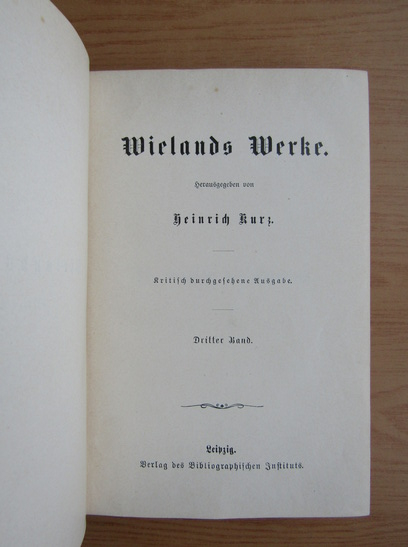 Wielands Werke.
Herausgegeben von
Heinrich Kurz.
Kritisch durchgesehene Ausgabe.
Dritter Band.
Leipzig.
Verlag des Bibliographischen Instituts.